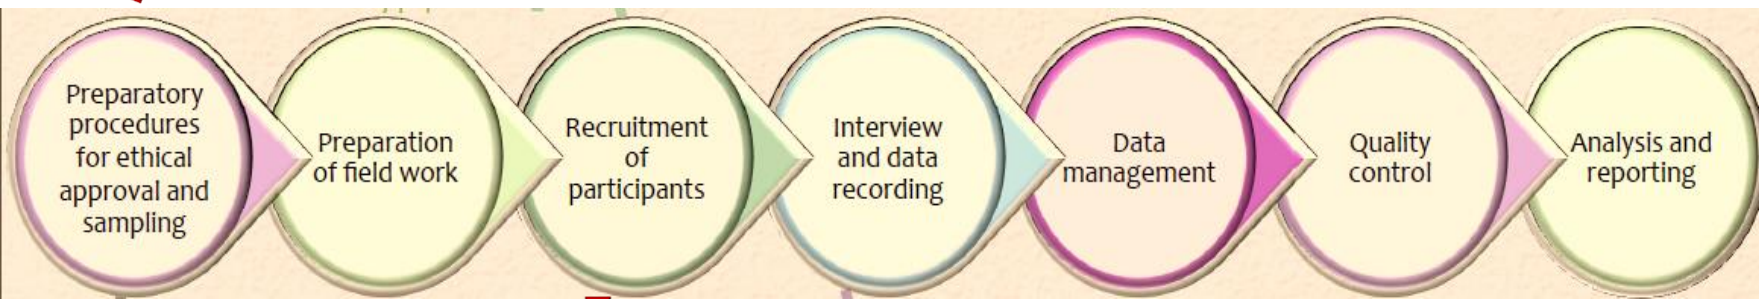 Preparatory
procedures
for ethical
approval and
sampling
Preparation
of field work
Recruitment
of
participants
Interview
and data
recording
Data
management
Quality
control
Analysis and
reporting